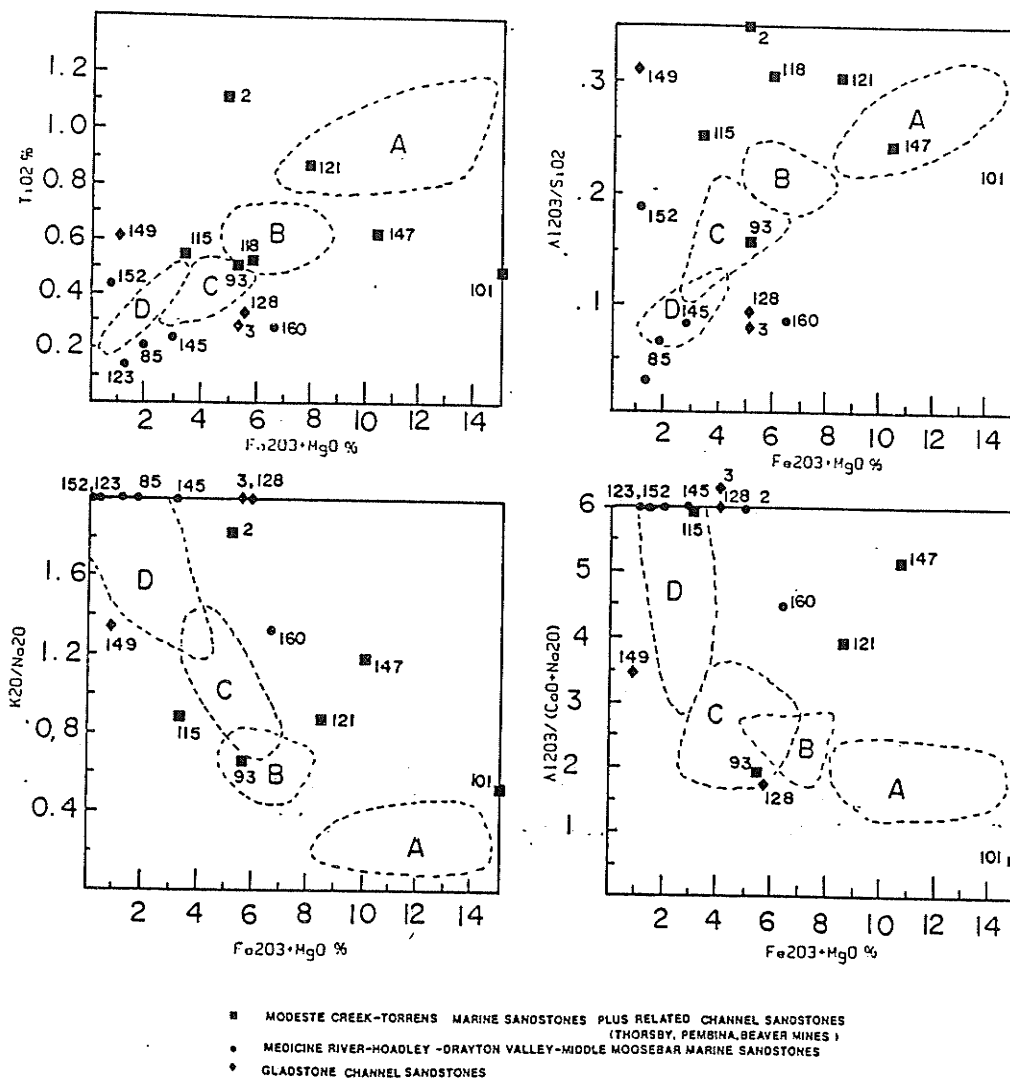 1.2
1.0
0.8
0.6
0.4
0.2
TiO2 %
2
121
A
B
147
149
115
118
93
101
152
C
D
128
3
160
145
85
123
2 4 6 8 10 12 14
Fe2O3+MgO %
.3
.2
.1
Al2O3/SiO2
2
149
118
121
A
115
147
B
101
152
C
93
D
145
128
3
160
85
2 4 6 8 10 12 14
Fe2O3+MgO %
152,123 85 145 3,128
1.6
1.2
0,8
0.4
K2O/Na2O
2
D
149
160
147
C
115
121
93
B
101
A
2 4 6 8 10 12 14
Fe2O3+MgO %
6
5
4
3
2
1
Al2O3/(CaO+Na2O)
3
123,152 145 128 2
115
147
D
160
149
121
C
B
93
128
A
101
2 4 6 8 10 12 14
Fe2O3+MgO %
MODESTE CREEK-TORRENS MARINE SANDSTONES PLUS RELATED CHANNEL SANDSTONES
(THORSBY, PEMBINA, BEAVER MINES )
MEDICINE RIVER-HOADLEY -DRAYTON VALLEY-MIDDLE MOOSEBAR MARINE SANDSTONES
GLADSTONE CHANNEL SANDSTONES